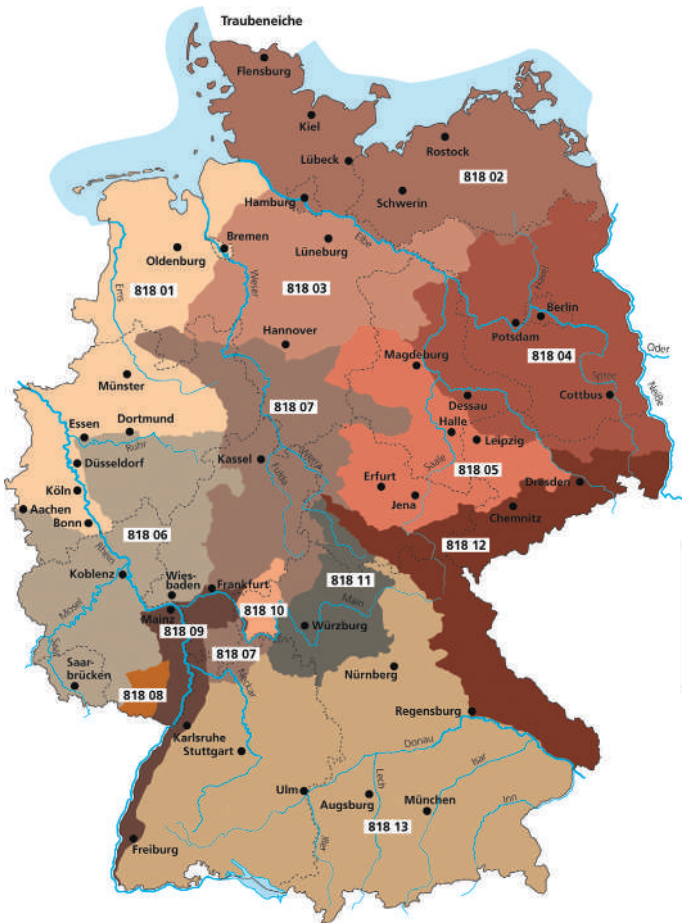 Traubeneiche
Flensburg
Kiel
Rostock
Lübeck
818 02
Schwerin
Hamburg
Elbe
Bremen
Lüneburg
Oldenburg
818 01
Ems
Weser
818 03
Havel
Berlin
Hannover
Potsdam
Magdeburg
818 04
Oder
Münster
Spree
Neiße
Dessau
Cottbus
Essen
Dortmund
818 07
Halle
Ruhr
Leipzig
Düsseldorf
Kassel
Werra
Fulda
Saale
818 05
Köln
Erfurt
Dresden
Aachen
Jena
Chemnitz
Bonn
818 06
818 12
Rhein
Koblenz
Wies-
baden
Frankfurt
818 11
Mosel
Mainz
818 10
Main
Würzburg
818 09
818 07
Saar-
brücken
818 08
Neckar
Nürnberg
Regensburg
Karlsruhe
Stuttgart
Donau
Isar
Ulm
Lech
Augsburg
München
Inn
818 13
Iller
Freiburg